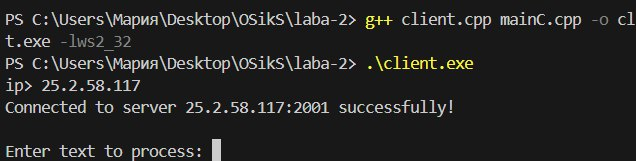 PS C:\Users\Мария\Desktop\OSikS\laba-2> g++ client.cpp mainC.cpp -o cl
t.exe -lws2_32
PS C:\Users\Мария\Desktop\OSikS\laba-2> .\client.exe
ip> 25.2.58.117
Connected to server 25.2.58.117:2001 successfully!
Enter text to process: